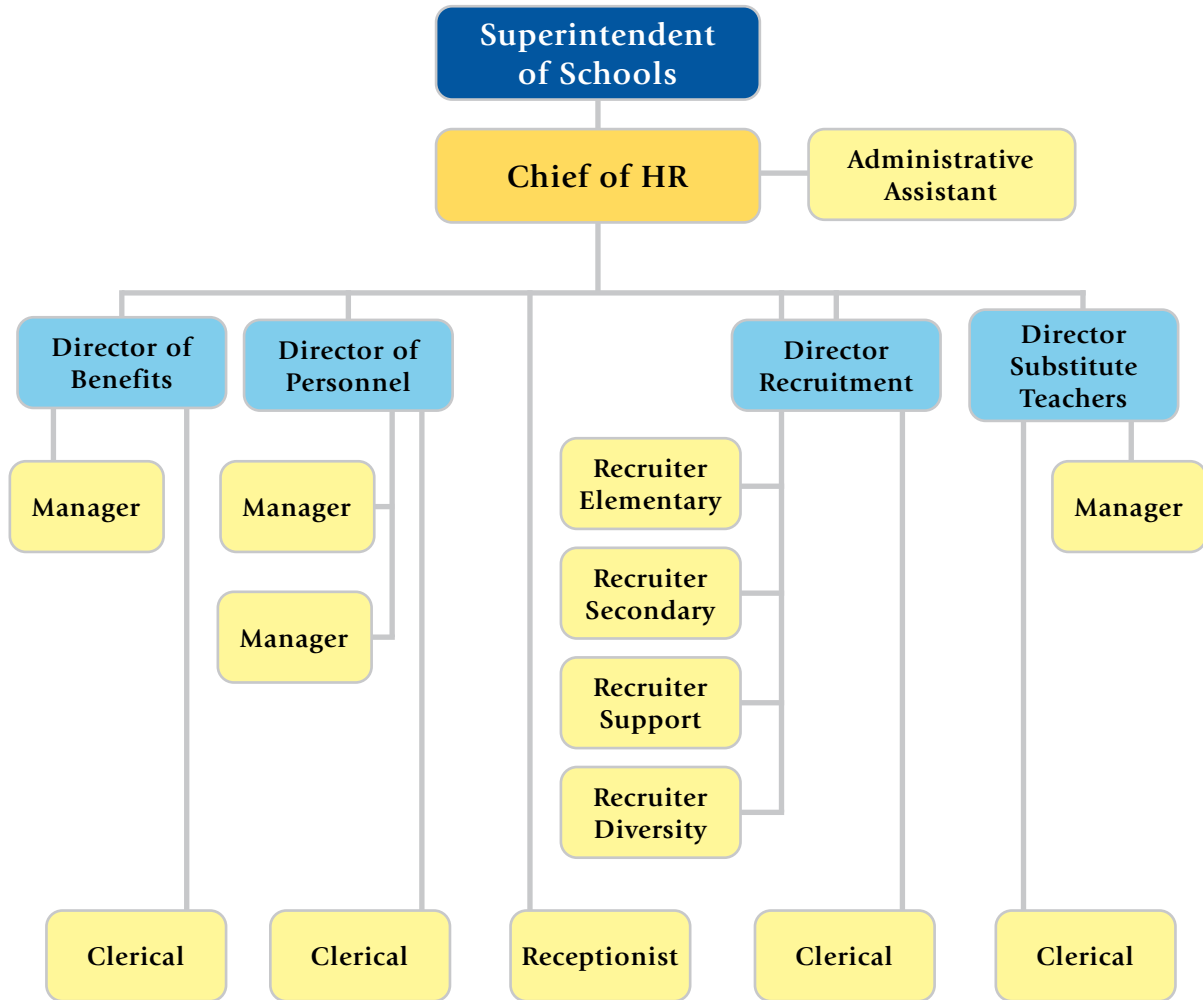 Superintendent
of Schools
Chief of HR
Administrative
Assistant
Director of
Benefits
Director of
Personnel
Director
Recruitment
Director
Substitute
Teachers
Manager
Manager
Manager
Recruiter
Elementary
Recruiter
Secondary
Recruiter
Support
Recruiter
Diversity
Manager
Clerical
Clerical
Receptionist
Clerical
Clerical